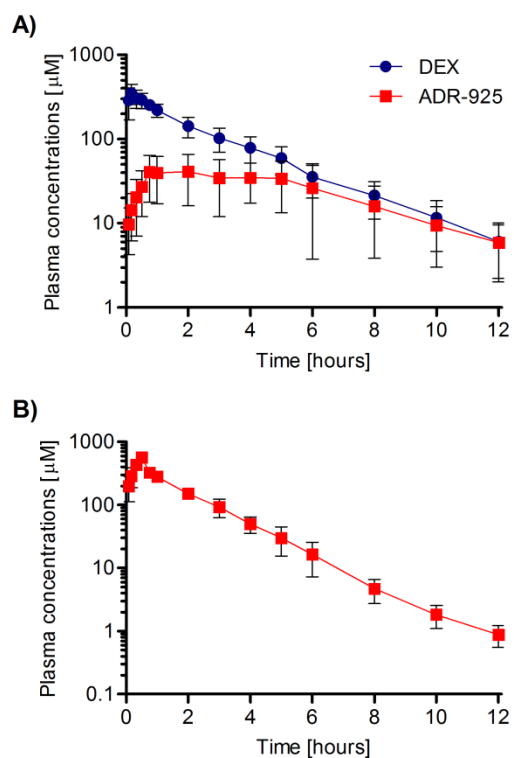 A)
Plasma concentrations [µM]
1000
100
10
1
DEX
ADR-925
0 2 4 6 8 10 12
Time [hours]
B)
Plasma concentrations [µM]
1000
100
10
1
0.1
0 2 4 6 8 10 12
Time [hours]